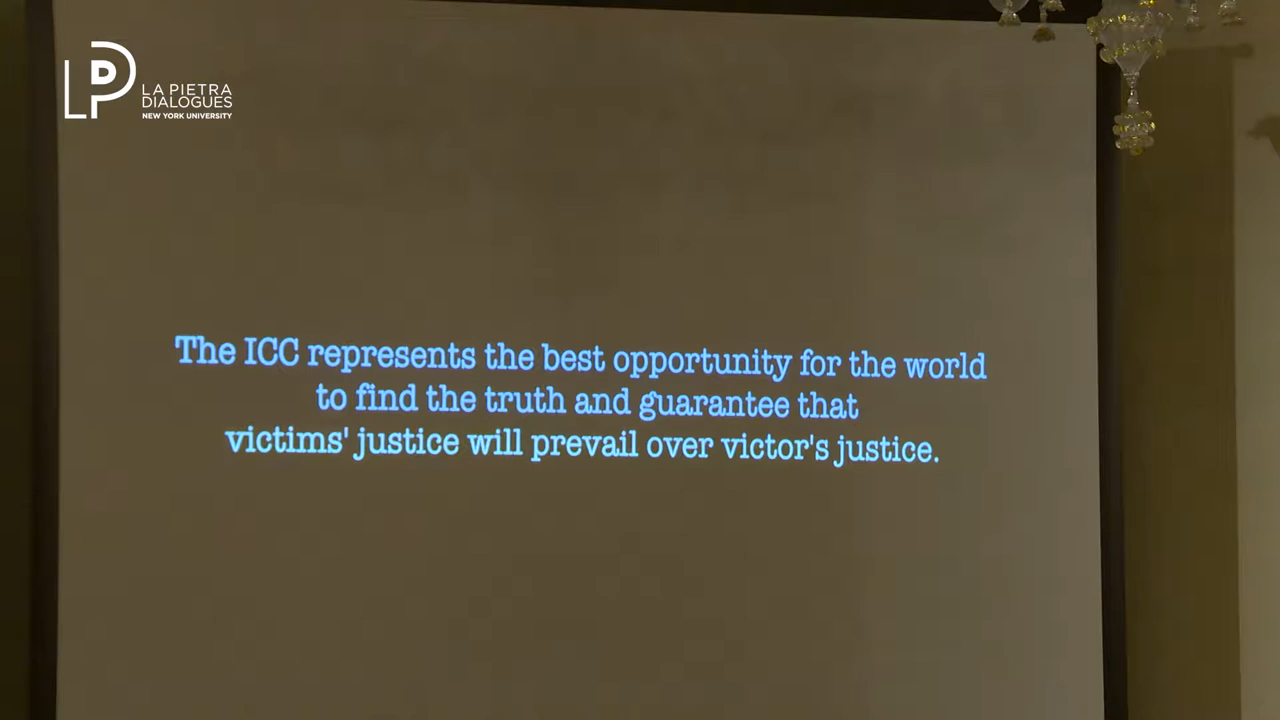 LA PIETRA
DIALOGUES
NEW YORK UNIVERSITY
The ICC represents the best opportunity for the world
to find the truth and guarantee that
victims' justice will prevail over victor's justice.